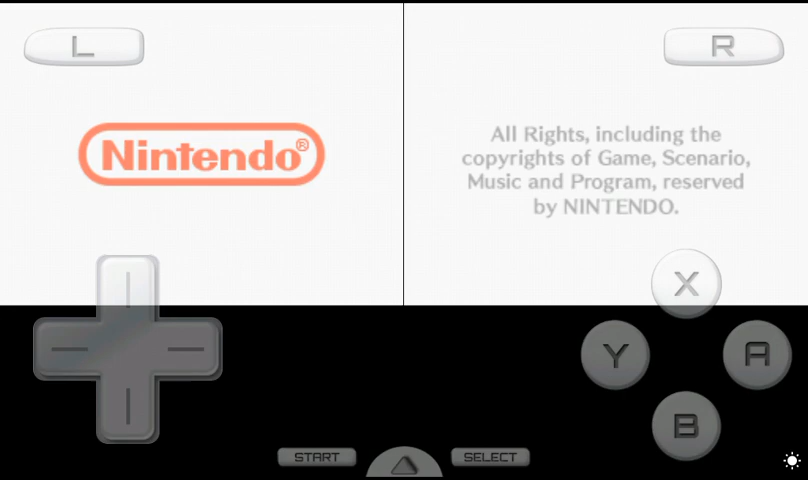 L
R
Nintendo®
All Rights, including the
copyrights of Game, Scenario,
Music and Program, reserved
by NINTENDO.
X
Y
A
B
START
SELECT